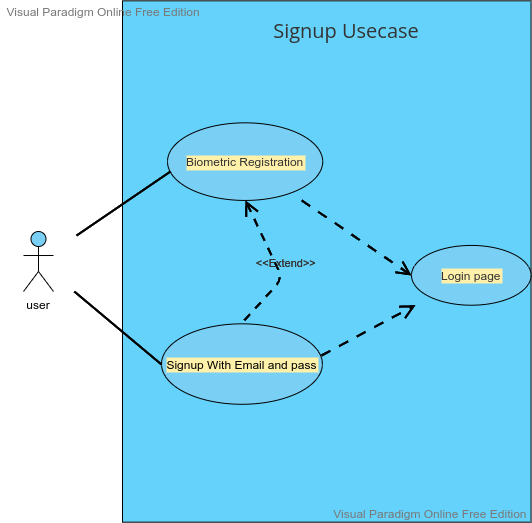 Visual Paradigm Online Free Edition
Signup Usecase
Biometric Registration
<<Extend>>
Login page
user
Signup With Email and pass
Visual Paradigm Online Free Edition